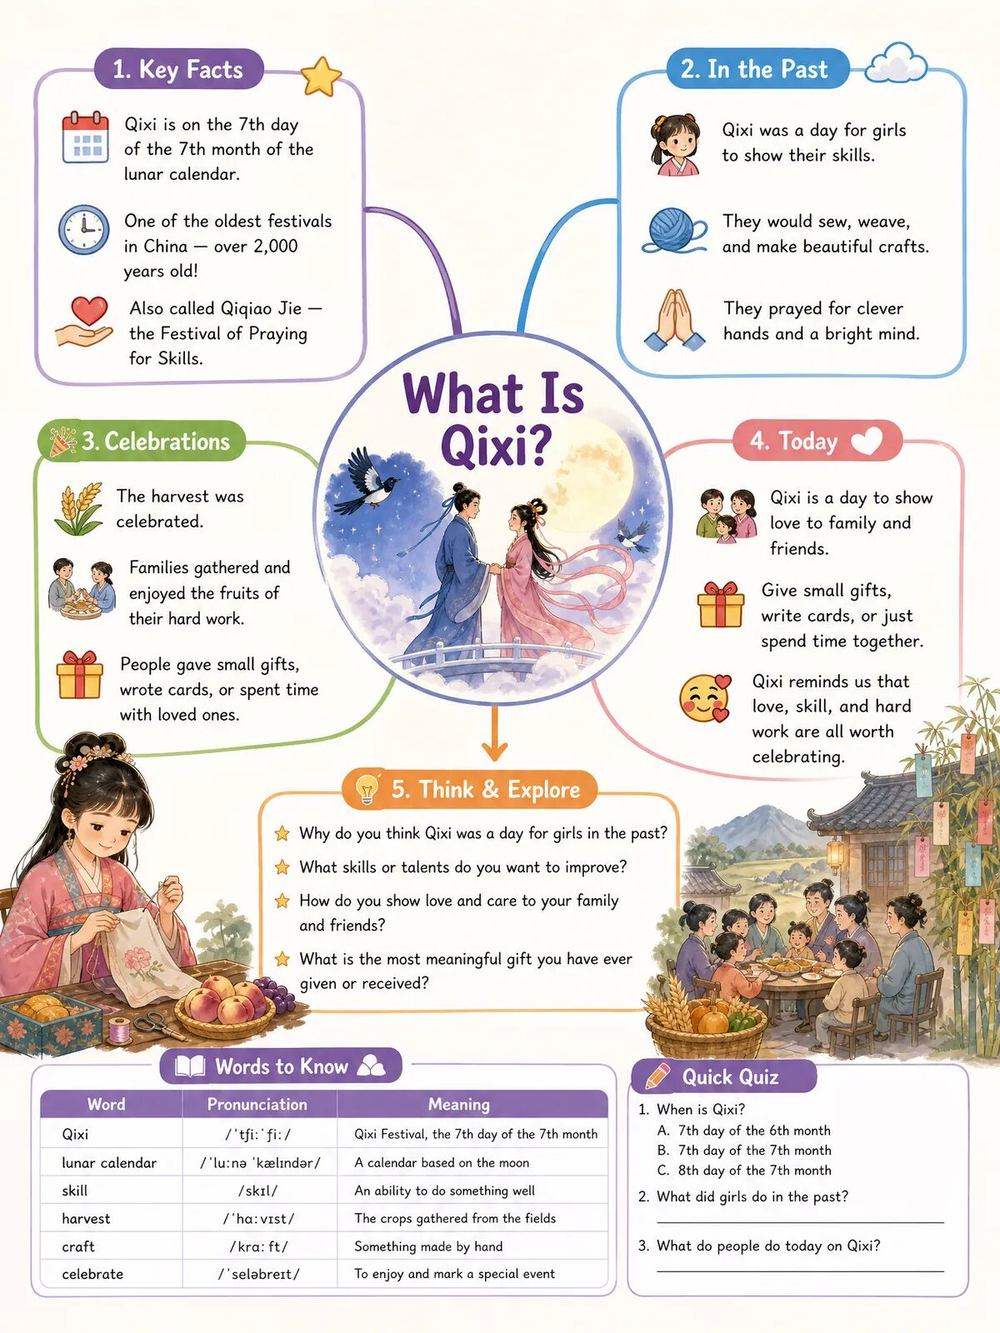 1. Key Facts
Qixi is on the 7th day
of the 7th month of the
lunar calendar.
One of the oldest festivals
in China — over 2,000
years old!
Also called Qiqiao Jie —
the Festival of Praying
for Skills.
2. In the Past
Qixi was a day for girls
to show their skills.
They would sew, weave,
and make beautiful crafts.
They prayed for clever
hands and a bright mind.
What Is
Qixi?
3. Celebrations
The harvest was
celebrated.
Families gathered and
enjoyed the fruits of
their hard work.
People gave small gifts,
wrote cards, or spent time
with loved ones.
4. Today
Qixi is a day to show
love to family and
friends.
Give small gifts,
write cards, or just
spend time together.
Qixi reminds us that
love, skill, and hard
work are all worth
celebrating.
5. Think & Explore
Why do you think Qixi was a day for girls in the past?
What skills or talents do you want to improve?
How do you show love and care to your family
and friends?
What is the most meaningful gift you have ever
given or received?
Words to Know
Word Pronunciation Meaning
Qixi /ˈtʃiːˈʃiː/ Qixi Festival, the 7th day of the 7th month
lunar calendar /ˈluːnə ˈkælɪndər/ A calendar based on the moon
skill /skɪl/ An ability to do something well
harvest /ˈhɑːvɪst/ The crops gathered from the fields
craft /krɑːft/ Something made by hand
celebrate /ˈseləbreɪt/ To enjoy and mark a special event
Quick Quiz
1. When is Qixi?
A. 7th day of the 6th month
B. 7th day of the 7th month
C. 8th day of the 7th month
2. What did girls do in the past?
3. What do people do today on Qixi?